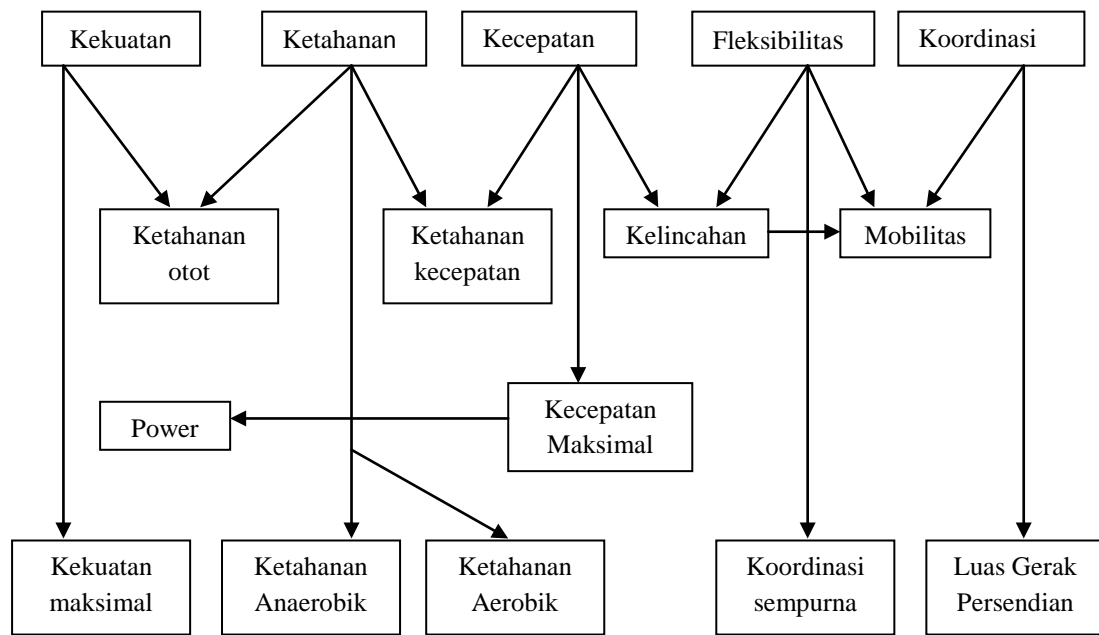 Kekuatan
Ketahanan
Kecepatan
Fleksibilitas
Koordinasi
Ketahanan
otot
Ketahanan
kecepatan
Kelincahan
Mobilitas
Power
Kecepatan
Maksimal
Kekuatan
maksimal
Ketahanan
Anaerobik
Ketahanan
Aerobik
Koordinasi
sempurna
Luas Gerak
Persendian